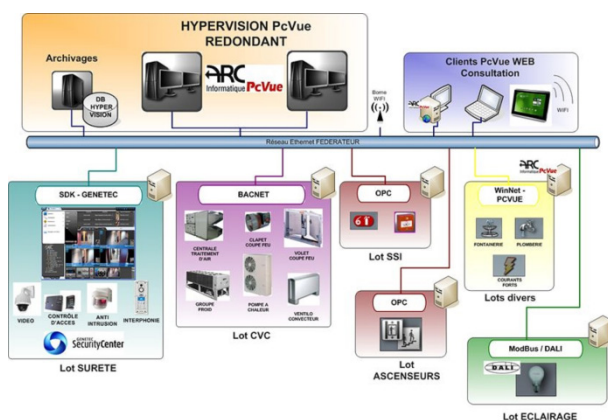 HYPERVISION PcVue
REDONDANT
Archivages
DB
HYPER
VISION
ARC
Informatique PcVue
Borne
WIFI
Clients PcVue WEB
Consultation
WIFI
Réseau Ethernet FEDERATEUR
SDK - GENETEC
VIDEO
CONTRÔLE
D'ACCES
ANTI
INTRUSION
INTERPHONIE
GENETEC
SecurityCenter
Lot SURETE
BACNET
CENTRALE
TRAITEMENT
D'AIR
CLAPET
COUPE FEU
VOLET
COUPE FEU
GROUPE
FROID
POMPE A
CHALEUR
VENTILO
CONVECTEUR
Lot CVC
OPC
Lot SSI
OPC
Lot
ASCENSEURS
ARC
Informatique PcVue
WinNet -
PCVUE
FONTAINERIE
PLOMBERIE
COURANTS
FORTS
Lots divers
ModBus / DALI
DALI
Lot ECLAIRAGE